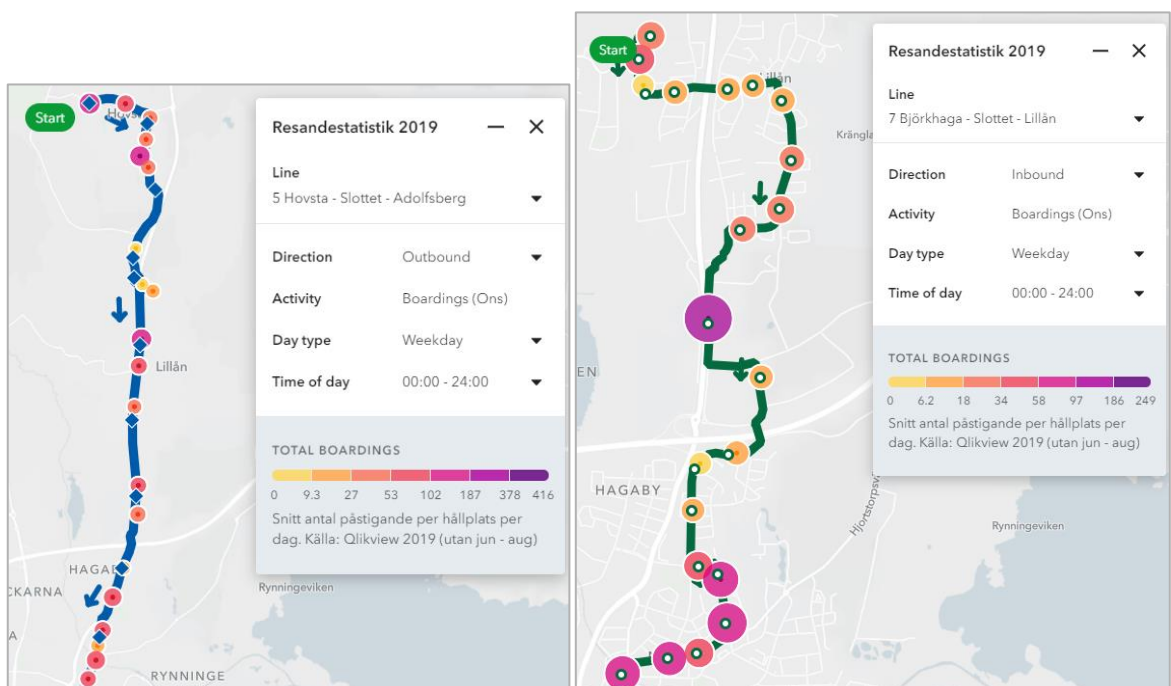 Start
Hovst
Lillån
HAGAB
CKARNA
A
RYNNINGE
Rynningeviken
Resandestatistik 2019
Line
5 Hovsta - Slottet - Adolfsberg
Direction Outbound
Activity Boardings (Ons)
Day type Weekday
Time of day 00:00 - 24:00
TOTAL BOARDINGS
0 9.3 27 53 102 187 378 416
Snitt antal påstigande per hållplats per
dag. Källa: Qlikview 2019 (utan jun - aug)
Start
Lillån
Krängla
EN
HAGABY
Hjortstorpsv
Rynningeviken
Resandestatistik 2019
Line
7 Björkhaga - Slottet - Lillån
Direction Inbound
Activity Boardings (Ons)
Day type Weekday
Time of day 00:00 - 24:00
TOTAL BOARDINGS
0 6.2 18 34 58 97 186 249
Snitt antal påstigande per hållplats per
dag. Källa: Qlikview 2019 (utan jun - aug)